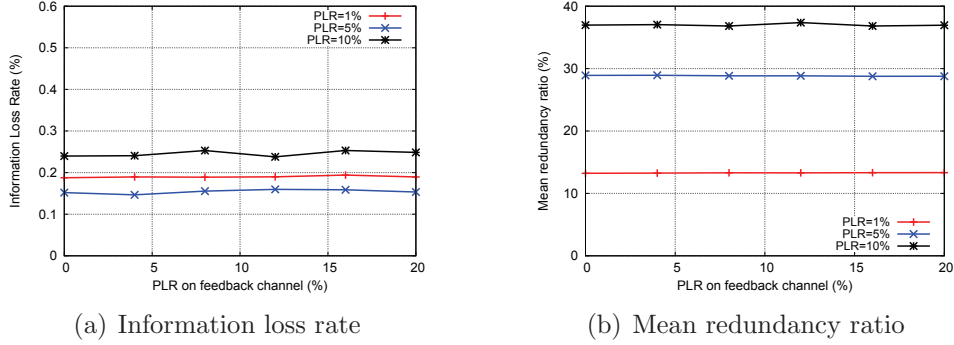 0.6
0.5
0.4
0.3
0.2
0.1
0
0 5 10 15 20
Information Loss Rate (%)
PLR on feedback channel (%)
PLR=1%
PLR=5%
PLR=10%
(a) Information loss rate
40
30
20
10
0
0 5 10 15 20
Mean redundancy ratio (%)
PLR on feedback channel (%)
PLR=1%
PLR=5%
PLR=10%
(b) Mean redundancy ratio